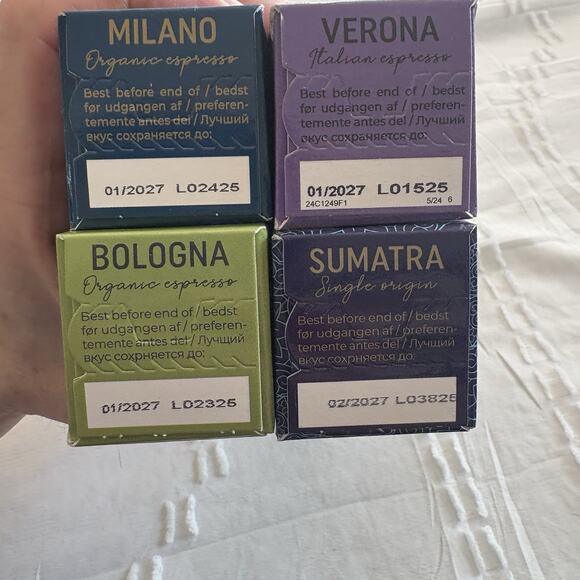 MILANO
Organic espresso
Best before end of / bedst
før udgangen af / preferen-
temente antes del / Лучший
вкус сохраняется до:
01/2027 L02425
VERONA
Italian espresso
Best before end of / bedst
før udgangen af / preferen-
temente antes del / Лучший
вкус сохраняется до:
01/2027 L01525
24C1249F1 5/24 6
BOLOGNA
Organic espresso
Best before end of / bedst
før udgangen af / preferen-
temente antes del / Лучший
вкус сохрняется до:
01/2027 L02325
SUMATRA
Single origin
Best before end of / bedst
før udgangen af / preferen-
temente antes del / Лучший
вкус сохраняется до:
02/2027 L03825